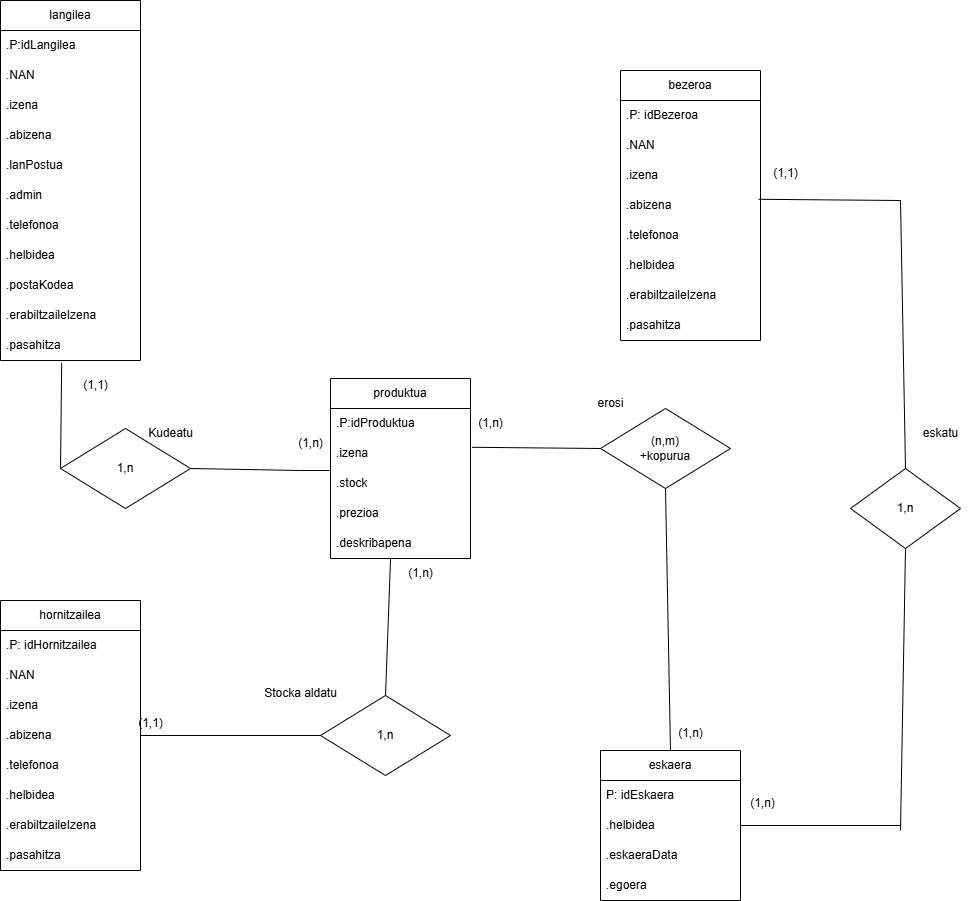 langilea
.P:idLangilea
.NAN
.izena
.abizena
.lanPostua
.admin
.telefonoa
.helbidea
.postaKodea
.erabiltzaileIzena
.pasahitza
(1,1)
Kudeatu
1,n
(1,n)
produktua
.P:idProduktua
.izena
.stock
.prezioa
.deskribapena
(1,n)
(1,n)
erosi
(n,m)
+kopurua
bezeroa
.P: idBezeroa
.NAN
.izena
.abizena
.telefonoa
.helbidea
.erabiltzaileIzena
.pasahitza
(1,1)
eskatu
1,n
hornitzailea
.P: idHornitzailea
.NAN
.izena
.abizena
.telefonoa
.helbidea
.erabiltzaileIzena
.pasahitza
(1,1)
Stocka aldatu
1,n
(1,n)
eskaera
P: idEskaera
.helbidea
.eskaeraData
.egoera
(1,n)